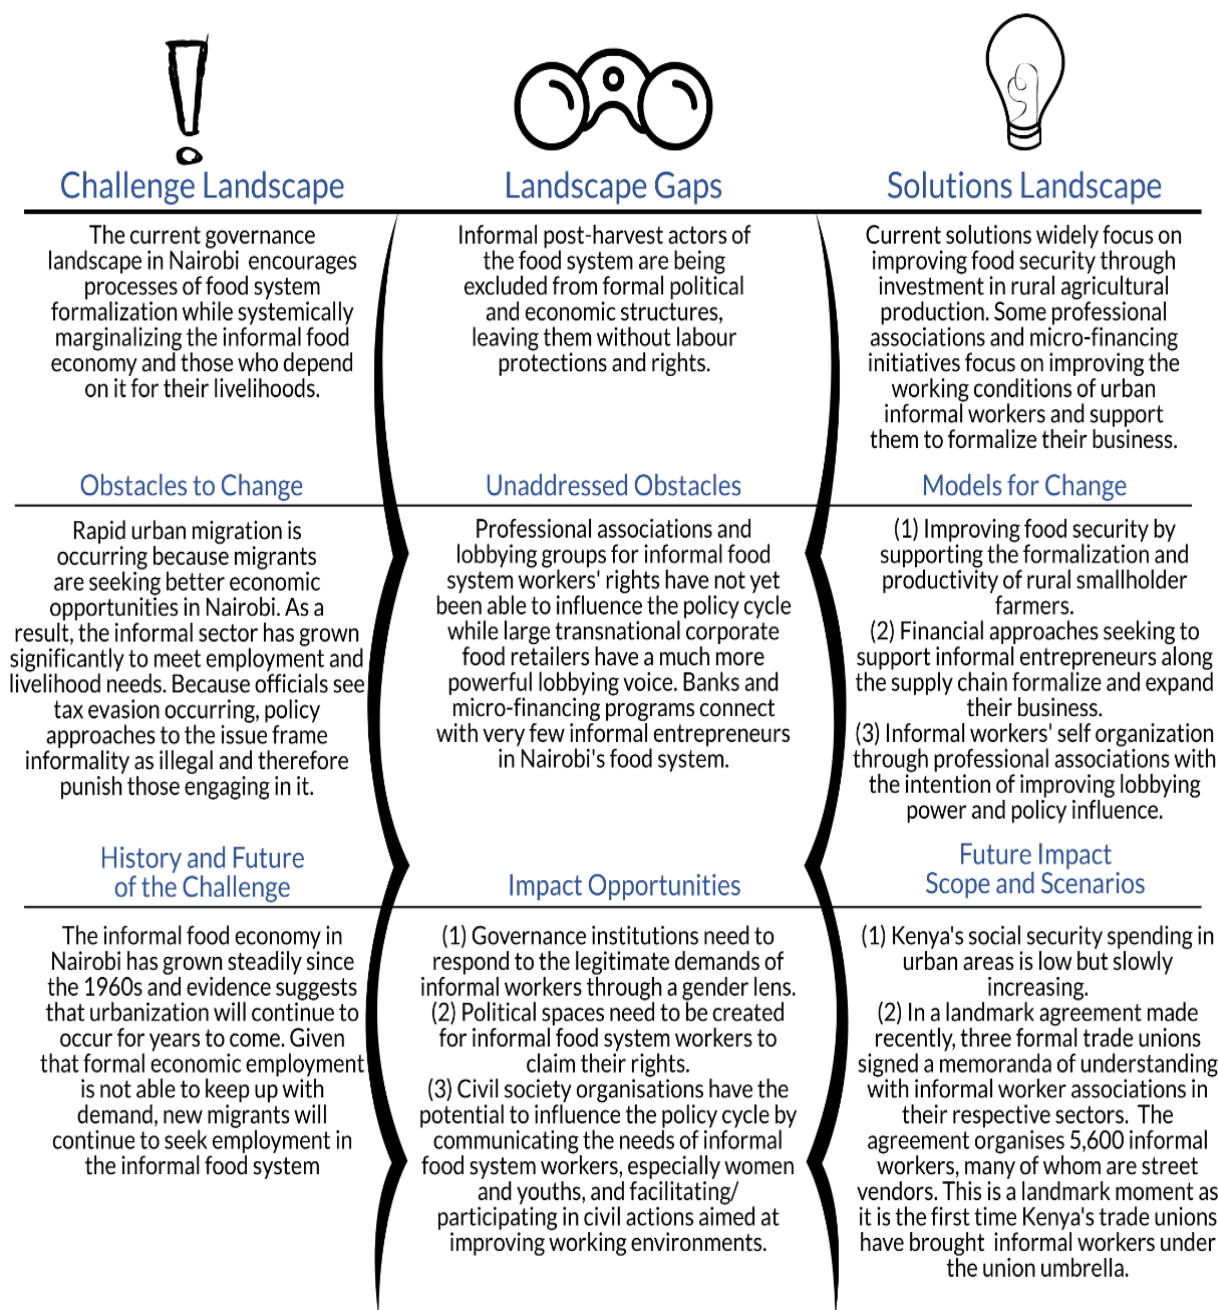 Challenge Landscape
The current governance
landscape in Nairobi encourages
processes of food system
formalization while systemically
marginalizing the informal food
economy and those who depend
on it for their livelihoods.
Obstacles to Change
Rapid urban migration is
occurring because migrants
are seeking better economic
opportunities in Nairobi. As a
result, the informal sector has grown
significantly to meet employment and
livelihood needs. Because officials see
tax evasion occurring, policy
approaches to the issue frame
informality as illegal and therefore
punish those engaging in it.
History and Future
of the Challenge
The informal food economy in
Nairobi has grown steadily since
the 1960s and evidence suggests
that urbanization will continue to
occur for years to come. Given
that formal economic employment
is not able to keep up with
demand, new migrants will
continue to seek employment in
the informal food system
Landscape Gaps
Informal post-harvest actors of
the food system are being
excluded from formal political
and economic structures,
leaving them without labour
protections and rights.
Unaddressed Obstacles
Professional associations and
lobbying groups for informal food
system workers' rights have not yet
been able to influence the policy cycle
while large transnational corporate
food retailers have a much more
powerful lobbying voice. Banks and
micro-financing programs connect
with very few informal entrepreneurs
in Nairobi's food system.
Impact Opportunities
(1) Governance institutions need to
respond to the legitimate demands of
informal workers through a gender lens.
(2) Political spaces need to be created
for informal food system workers to
claim their rights.
(3) Civil society organisations have the
potential to influence the policy cycle by
communicating the needs of informal
food system workers, especially women
and youths, and facilitating/
participating in civil actions aimed at
improving working environments.
Solutions Landscape
Current solutions widely focus on
improving food security through
investment in rural agricultural
production. Some professional
associations and micro-financing
initiatives focus on improving the
working conditions of urban
informal workers and support
them to formalize their business.
Models for Change
(1) Improving food security by
supporting the formalization and
productivity of rural smallholder
farmers.
(2) Financial approaches seeking to
support informal entrepreneurs along
the supply chain formalize and expand
their business.
(3) Informal workers' self organization
through professional associations with
the intention of improving lobbying
power and policy influence.
Future Impact
Scope and Scenarios
(1) Kenya's social security spending in
urban areas is low but slowly
increasing.
(2) In a landmark agreement made
recently, three formal trade unions
signed a memoranda of understanding
with informal worker associations in
their respective sectors. The
agreement organises 5,600 informal
workers, many of whom are street
vendors. This is a landmark moment as
it is the first time Kenya's trade unions
have brought informal workers under
the union umbrella.